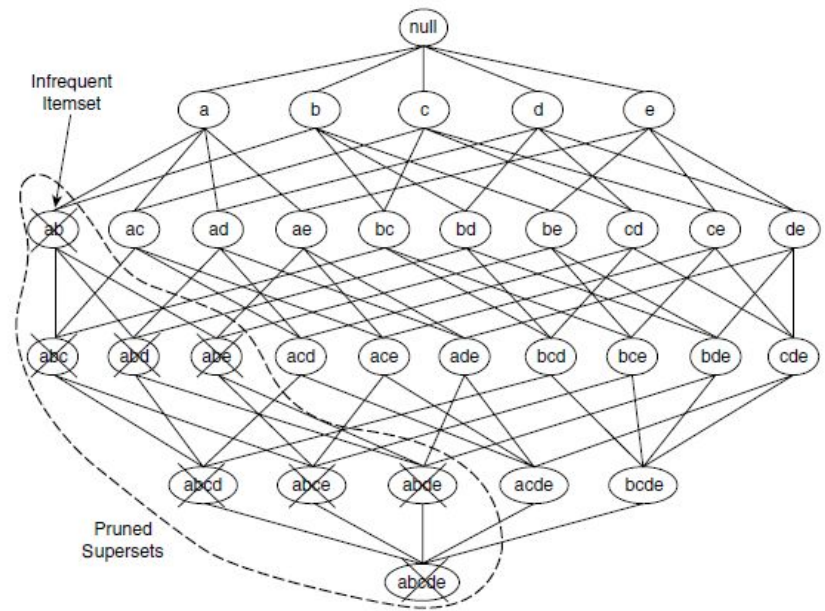 null
Infrequent
Itemset
a b c d e
ab ac ad ae bc bd be cd ce de
abc abd abe acd ace ade bcd bce bde cde
abcd abce abde acde bcde
Pruned
Supersets
abcde